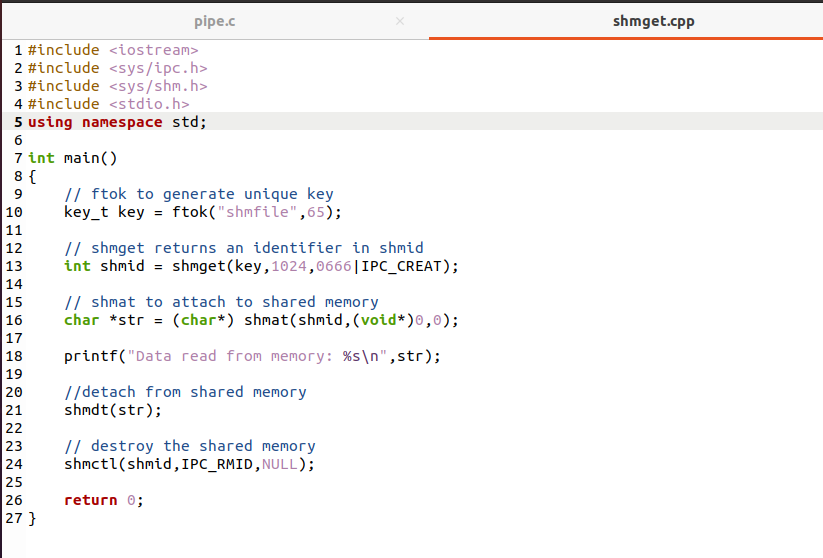 pipe.c × shmget.cpp
1 #include <iostream>
2 #include <sys/ipc.h>
3 #include <sys/shm.h>
4 #include <stdio.h>
5 using namespace std;
6
7 int main()
8 {
9     // ftok to generate unique key
10     key_t key = ftok("shmfile",65);
11
12     // shmget returns an identifier in shmid
13     int shmid = shmget(key,1024,0666|IPC_CREAT);
14
15     // shmat to attach to shared memory
16     char *str = (char*) shmat(shmid,(void*)0,0);
17
18     printf("Data read from memory: %s\n",str);
19
20     //detach from shared memory
21     shmdt(str);
22
23     // destroy the shared memory
24     shmctl(shmid,IPC_RMID,NULL);
25
26     return 0;
27 }